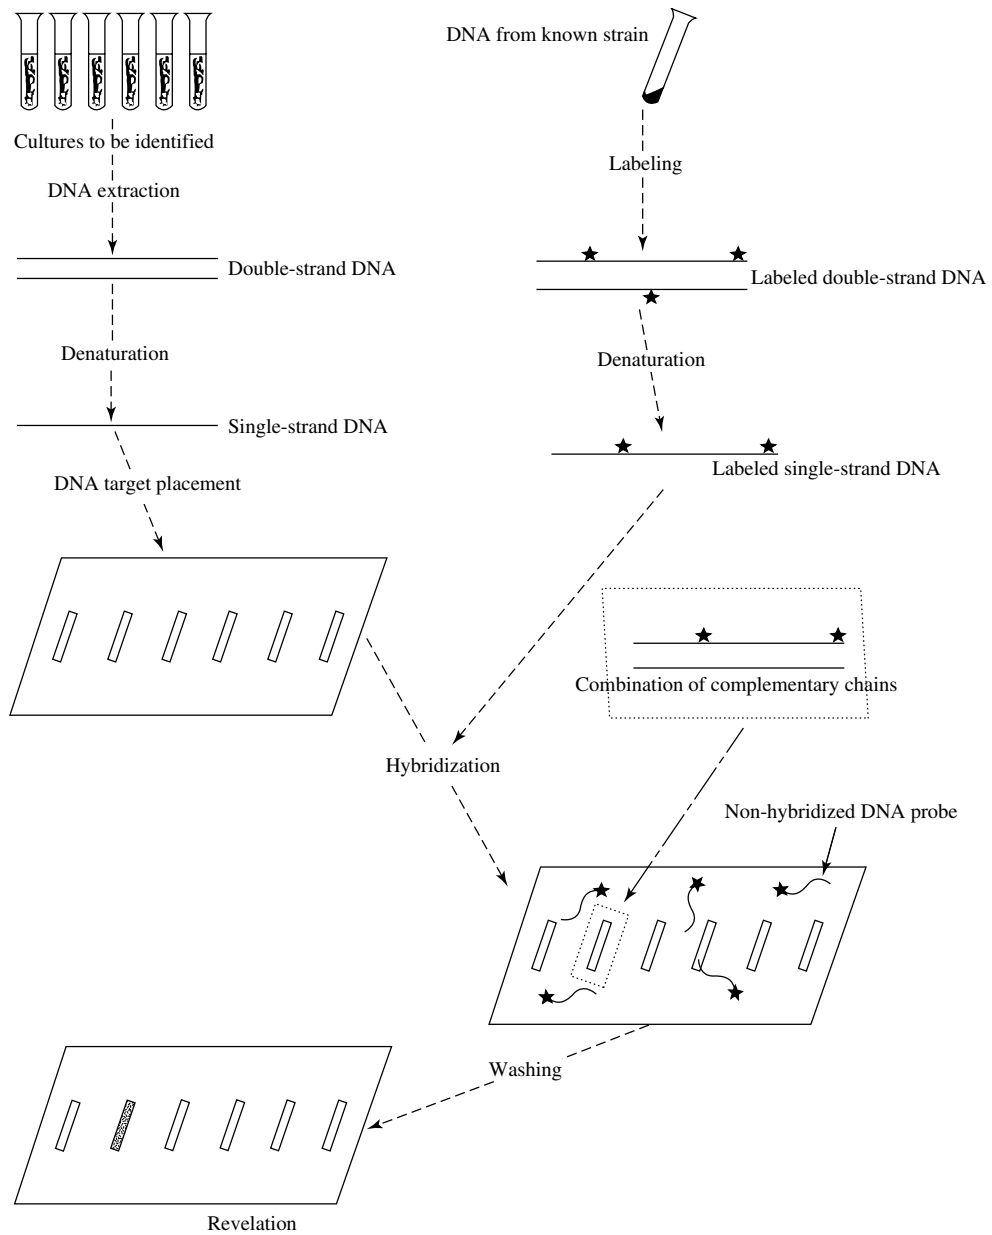 DNA from known strain
Cultures to be identified
Labeling
DNA extraction
Double-strand DNA
Labeled double-strand DNA
Denaturation
Denaturation
Single-strand DNA
Labeled single-strand DNA
DNA target placement
Combination of complementary chains
Hybridization
Non-hybridized DNA probe
Washing
Revelation